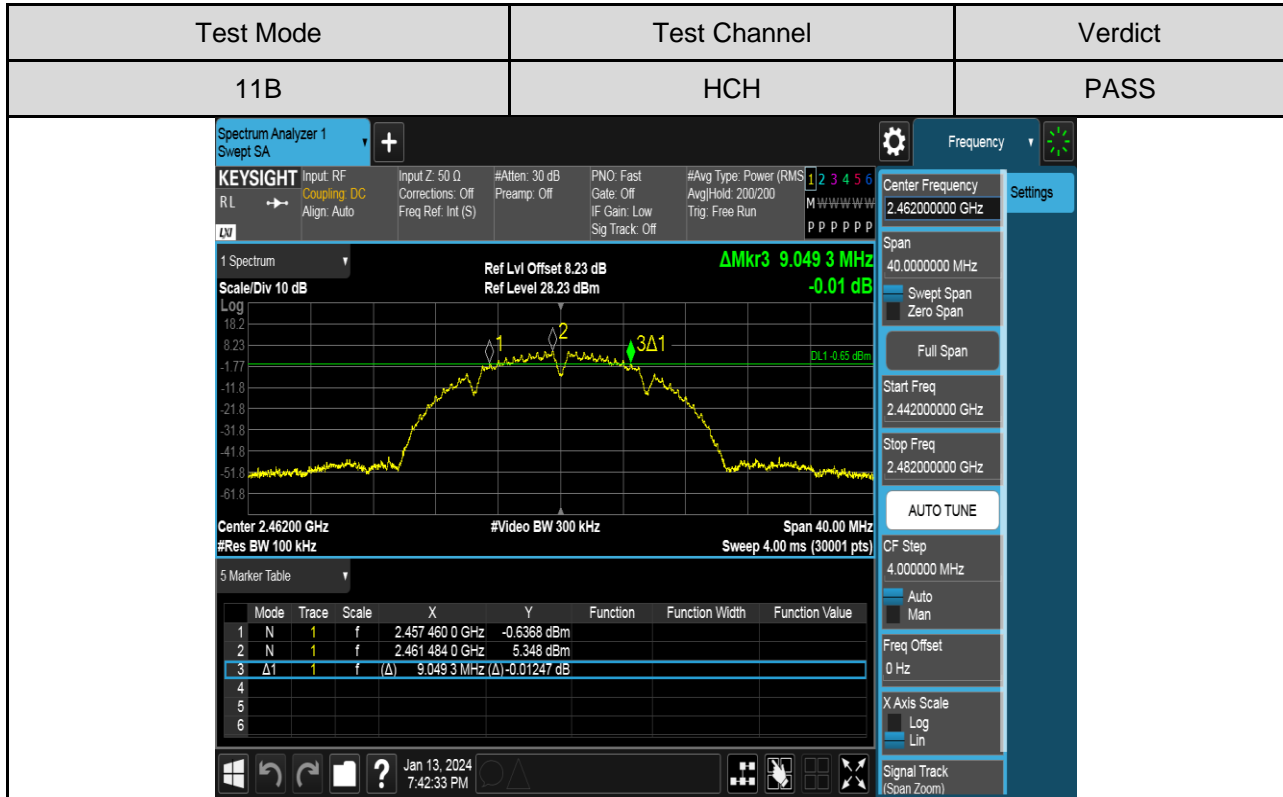 Test Mode Test Channel Verdict
11B HCH PASS
Spectrum Analyzer 1
Swept SA
+
Frequency
KEYSIGHT Input: RF Input Z: 50 Ω #Atten: 30 dB PNO: Fast #Avg Type: Power (RMS 1 2 3 4 5 6
RL Coupling: DC Corrections: Off Preamp: Off Gate: Off Avg|Hold: 200/200 M W W W W W
Align: Auto Freq Ref: Int (S) IF Gain: Low Trig: Free Run
LXI Sig Track: Off P P P P P P
1 Spectrum
Ref Lvl Offset 8.23 dB
ΔMkr3 9.049 3 MHz
Scale/Div 10 dB Ref Level 28.23 dBm -0.01 dB
Log
18.2
8.23
-1.77
-11.8
-21.8
-31.8
-41.8
-51.8
-61.8
1
2
3Δ1
DL1 -0.65 dBm
Center 2.46200 GHz #Video BW 300 kHz Span 40.00 MHz
#Res BW 100 kHz Sweep 4.00 ms (30001 pts)
5 Marker Table
Mode Trace Scale X Y Function Function Width Function Value
1 N 1 f 2.457 460 0 GHz -0.6368 dBm
2 N 1 f 2.461 484 0 GHz 5.348 dBm
3 Δ1 1 f (Δ) 9.049 3 MHz (Δ) -0.01247 dB
4
5
6
?
Jan 13, 2024
7:42:33 PM
Center Frequency
2.462000000 GHz
Settings
Span
40.0000000 MHz
Swept Span
Zero Span
Full Span
Start Freq
2.442000000 GHz
Stop Freq
2.482000000 GHz
AUTO TUNE
CF Step
4.000000 MHz
Auto
Man
Freq Offset
0 Hz
X Axis Scale
Log
Lin
Signal Track
(Span Zoom)